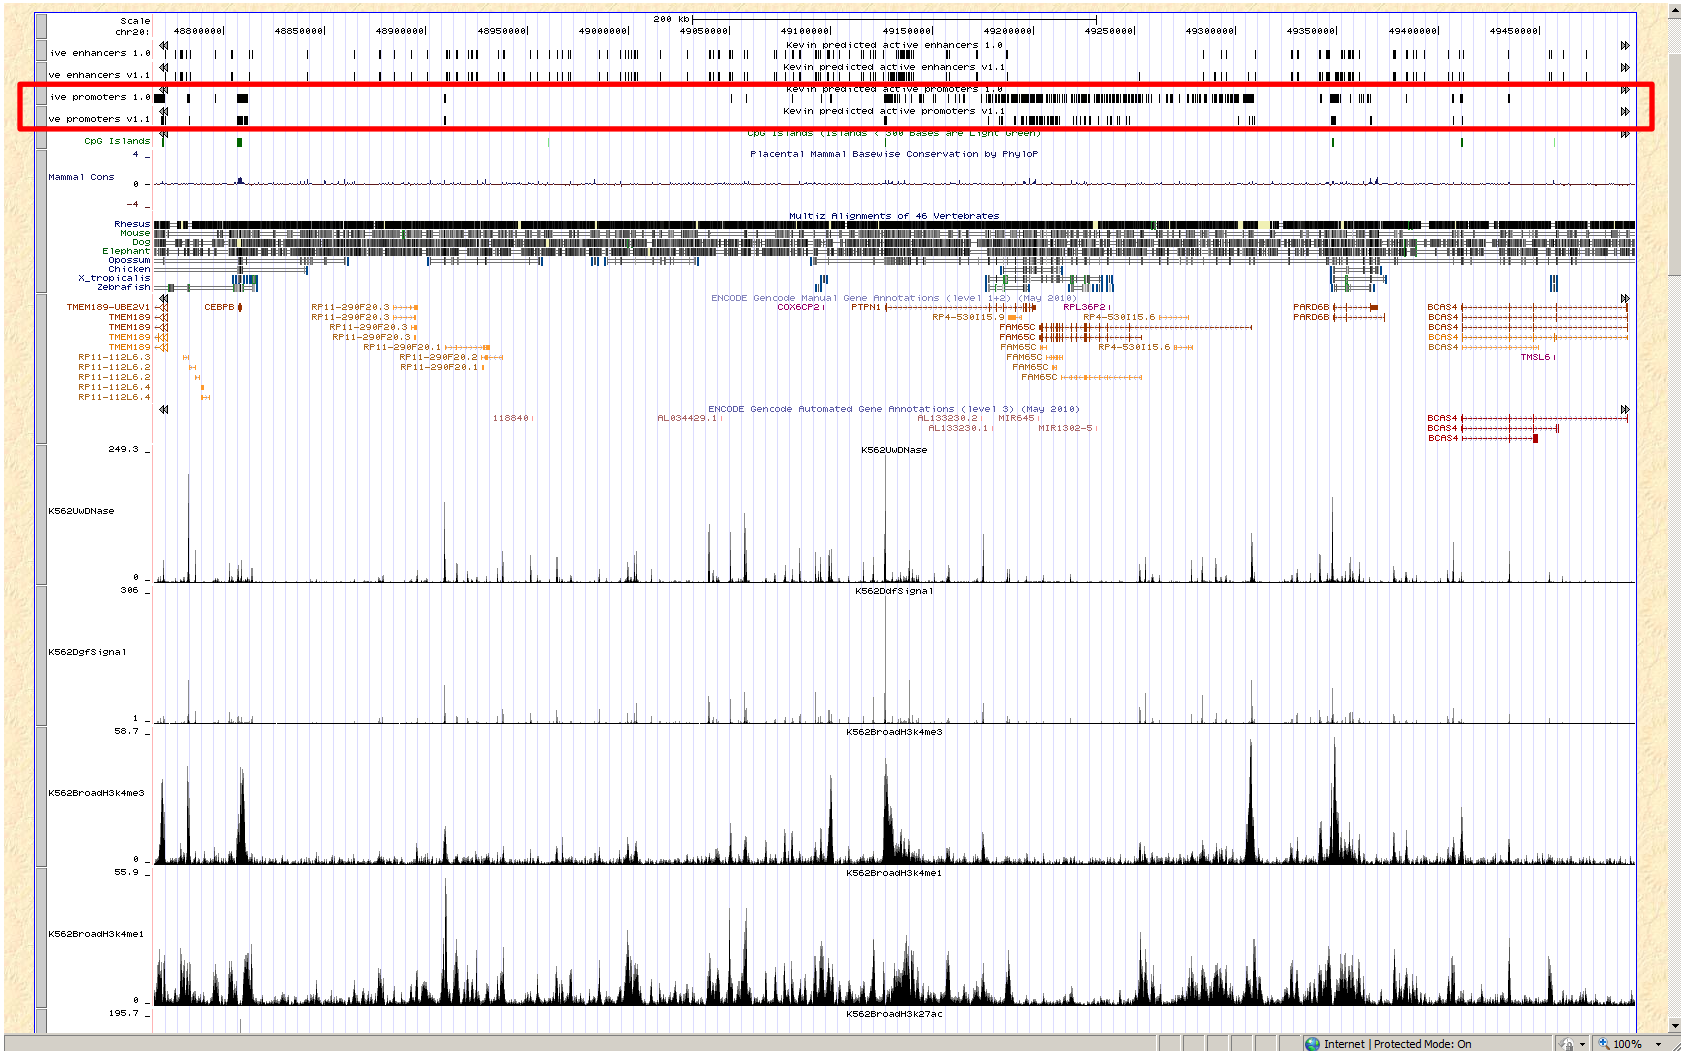 Scale 200 kb
chr20: 48800000 48850000 48900000 48950000 49000000 49050000 49100000 49150000 49200000 49250000 49300000 49350000 49400000 49450000
Kevin predicted active enhancers 1.0
ive enhancers 1.0
Kevin predicted active enhancers v1.1
ve enhancers v1.1
Kevin predicted active promoters 1.0
ive promoters 1.0
Kevin predicted active promoters v1.1
ve promoters v1.1
CpG Islands (Islands < 300 Bases are Light Green)
CpG Islands
Placental Mammal Basewise Conservation by PhyloP
4
Mammal Cons
0
-4
Multiz Alignments of 46 Vertebrates
Rhesus
Mouse
Dog
Elephant
Opossum
Chicken
X_tropicalis
Zebrafish
ENCODE Gencode Manual Gene Annotations (level 1+2) (May 2010)
TMEM189-UBE2V1 CEBPB RP11-290F20.3 COX6CP2 PTPN1 RPL36P2 PARD6B BCAS4
TMEM189 RP11-290F20.3 RP4-530I15.9 RP4-530I15.6 PARD6B BCAS4
TMEM189 RP11-290F20.3 FAM65C BCAS4
TMEM189 RP11-290F20.3 FAM65C BCAS4
TMEM189 RP11-290F20.1 FAM65C RP4-530I15.6 BCAS4
RP11-112L6.3 RP11-290F20.2 FAM65C TMSL6
RP11-112L6.2 RP11-290F20.1 FAM65C
RP11-112L6.2 FAM65C
RP11-112L6.4
RP11-112L6.4
ENCODE Gencode Automated Gene Annotations (level 3) (May 2010)
118840 AL034429.1 AL133230.2 MIR645 BCAS4
AL133230.1 MIR1302-5 BCAS4
BCAS4
249.3
K562UwDNase
K562UwDNase
0
306
K562DdfSignal
K562DgfSignal
1
58.7
K562BroadH3k4me3
K562BroadH3k4me3
0
55.9
K562BroadH3k4me1
K562BroadH3k4me1
0
195.7
K562BroadH3k27ac
Internet | Protected Mode: On 100%